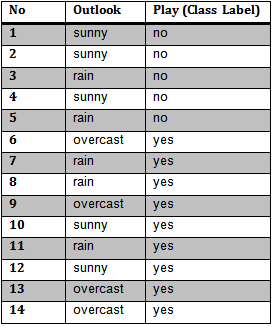 No Outlook Play (Class Label)
1 sunny no
2 sunny no
3 rain no
4 sunny no
5 rain no
6 overcast yes
7 rain yes
8 rain yes
9 overcast yes
10 sunny yes
11 rain yes
12 sunny yes
13 overcast yes
14 overcast yes